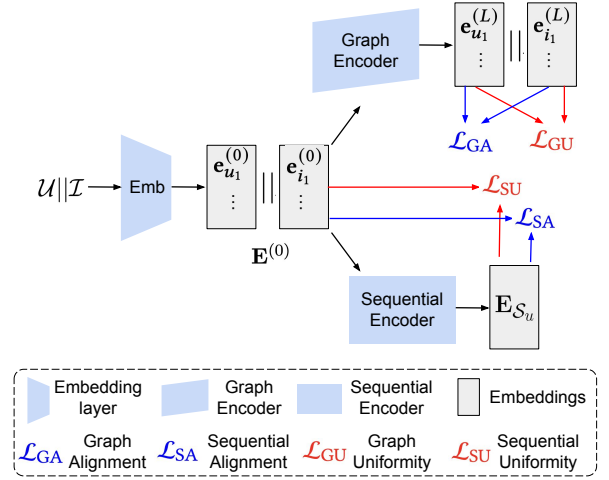 Graph
Encoder
e_{u_1}^{(L)} || e_{i_1}^{(L)}
⋯ ⋯
ℒ_GA ℒ_GU
𝒰||ℐ
Emb
e_{u_1}^{(0)} || e_{i_1}^{(0)}
⋯ ⋯
E^{(0)}
ℒ_SU
ℒ_SA
Sequential
Encoder
E_{𝒮_u}
Embedding
layer
Graph
Encoder
Sequential
Encoder
Embeddings
ℒ_GA Graph
Alignment
ℒ_SA Sequential
Alignment
ℒ_GU Graph
Uniformity
ℒ_SU Sequential
Uniformity